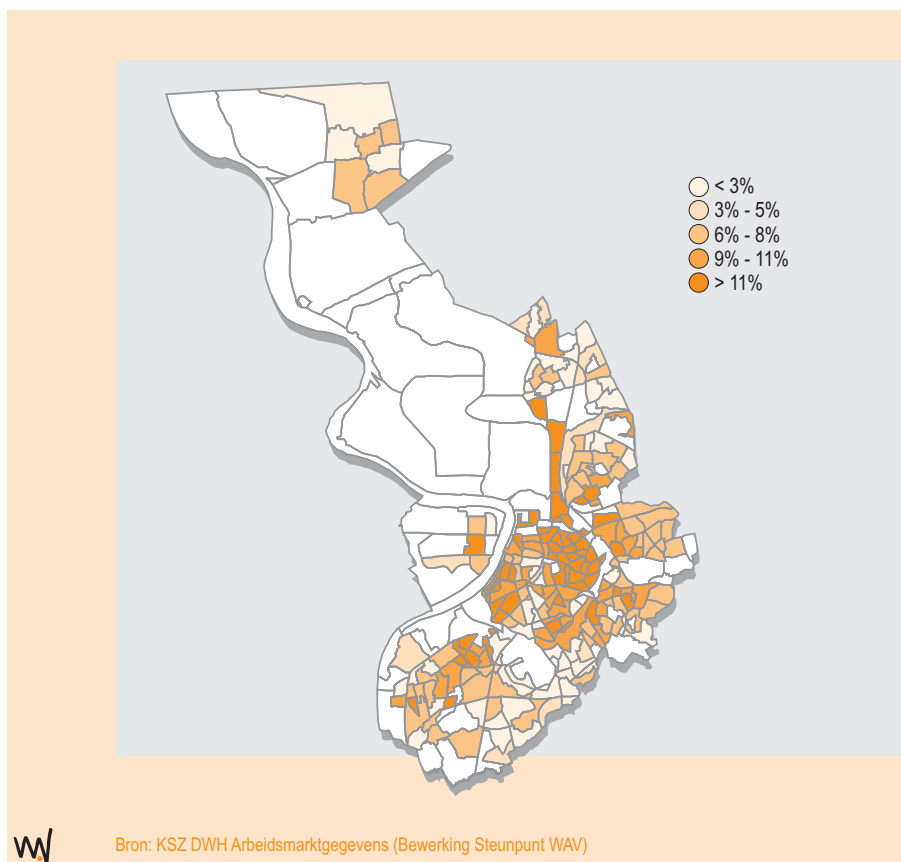 < 3%
3% - 5%
6% - 8%
9% - 11%
> 11%
Bron: KSZ DWH Arbeidsmarktgegevens (Bewerking Steunpunt WAV)